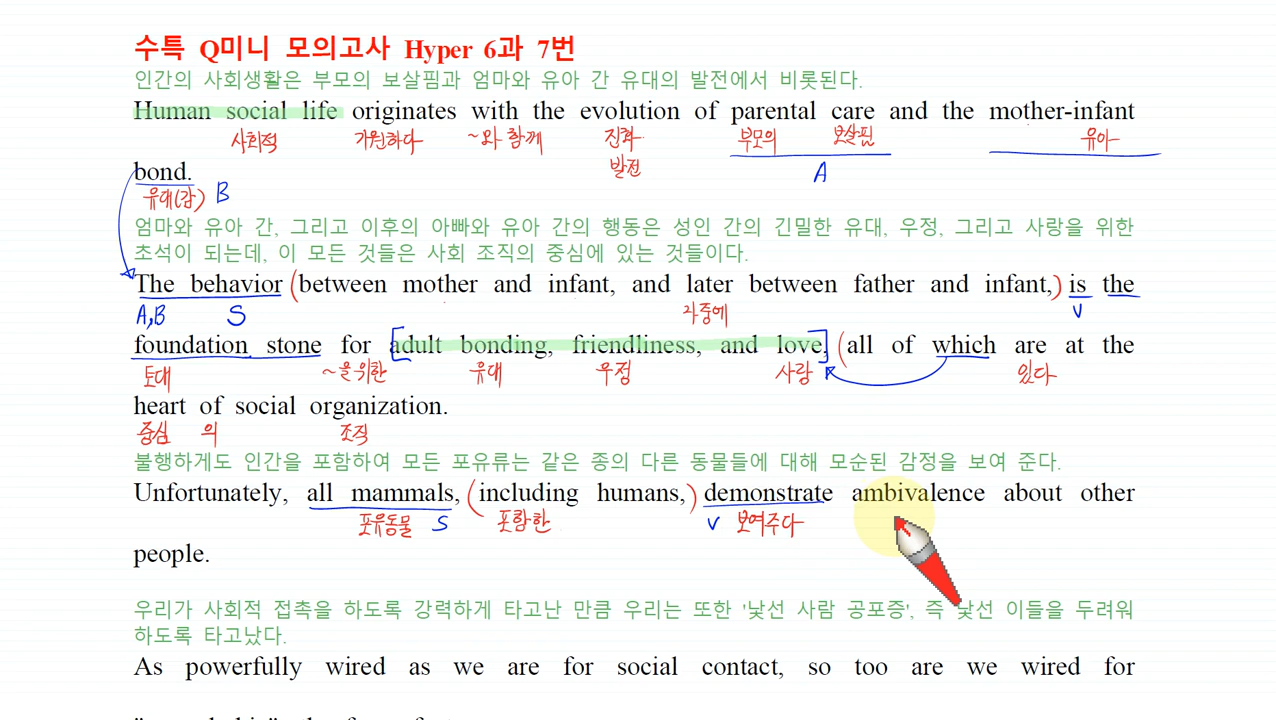 수특 Q미니 모의고사 Hyper 6과 7번
인간의 사회생활은 부모의 보살핌과 엄마와 유아 간 유대의 발전에서 비롯된다.
Human social life originates with the evolution of parental care and the mother-infant
사회적 기원하다 ~와 함께 진화 부모의 보살핌 유아
발전 A
bond.
유대(감) B
엄마와 유아 간, 그리고 이후의 아빠와 유아 간의 행동은 성인 간의 긴밀한 유대, 우정, 그리고 사랑을 위한
초석이 되는데, 이 모든 것들은 사회 조직의 중심에 있는 것들이다.
The behavior (between mother and infant, and later between father and infant,) is the
A,B S 나중에 V
foundation stone for [adult bonding, friendliness, and love,] (all of which are at the
토대 ~을 위한 유대 우정 사랑 있다
heart of social organization.
중심 의 조직
불행하게도 인간을 포함하여 모든 포유류는 같은 종의 다른 동물들에 대해 모순된 감정을 보여 준다.
Unfortunately, all mammals, (including humans,) demonstrate ambivalence about other
포유동물 S 포함한 V 보여주다
people.
우리가 사회적 접촉을 하도록 강력하게 타고난 만큼 우리는 또한 '낯선 사람 공포증', 즉 낯선 이들을 두려워
하도록 타고났다.
As powerfully wired as we are for social contact, so too are we wired for